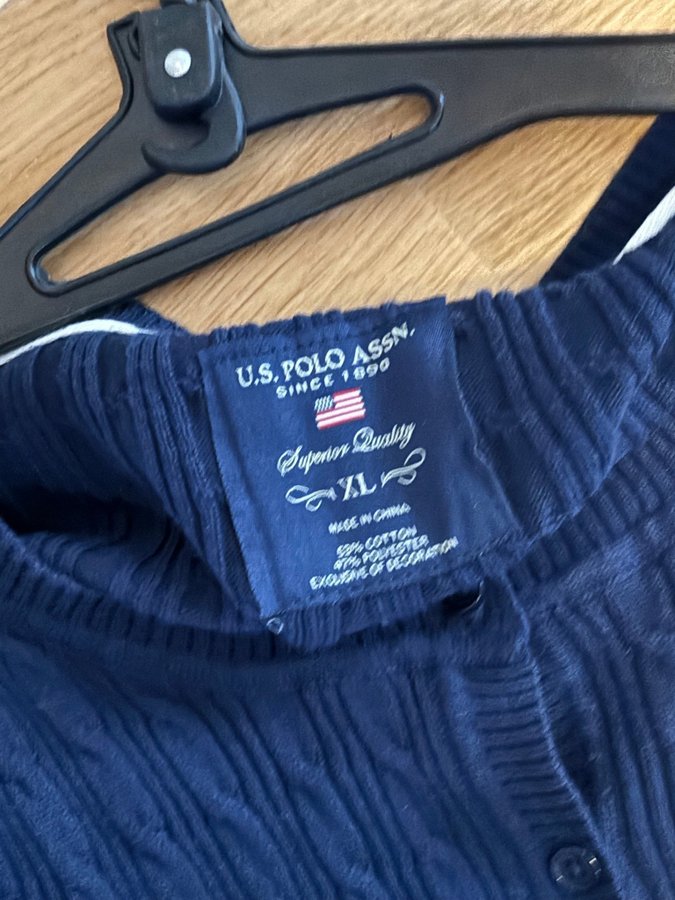 U.S. POLO ASSN.
SINCE 1890
Superior Quality
XL
MADE IN CHINA
53% COTTON
47% POLYESTER
EXCLUSIVE OF DECORATION